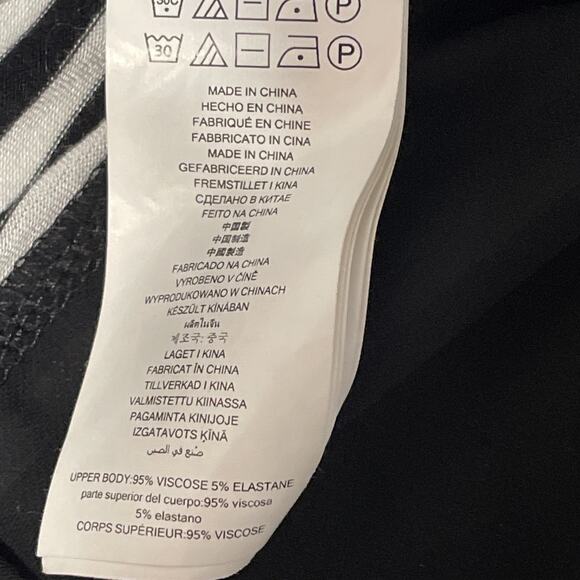 30C P
30 P
MADE IN CHINA
HECHO EN CHINA
FABRIQUÉ EN CHINE
FABBRICATO IN CINA
MADE IN CHINA
GEFABRICEERD IN CHINA
FREMSTILLET I KINA
СДЕЛАНО В КИТАЕ
FEITO NA CHINA
中国製
中国制造
中國製造
FABRICADO NA CHINA
VYROBENO V ČÍNĚ
WYPRODUKOWANO W CHINACH
KÉSZÜLT KÍNÁBAN
ผลิตในจีน
제조국: 중국
LAGET I KINA
FABRICAT ÎN CHINA
TILLVERKAD I KINA
VALMISTETTU KIINASSA
PAGAMINTA KINIJOJE
IZGATAVOTS ĶĪNĀ
صُنع في الصين
UPPER BODY:95% VISCOSE 5% ELASTANE
parte superior del cuerpo:95% viscosa
5% elastano
CORPS SUPÉRIEUR:95% VISCOSE